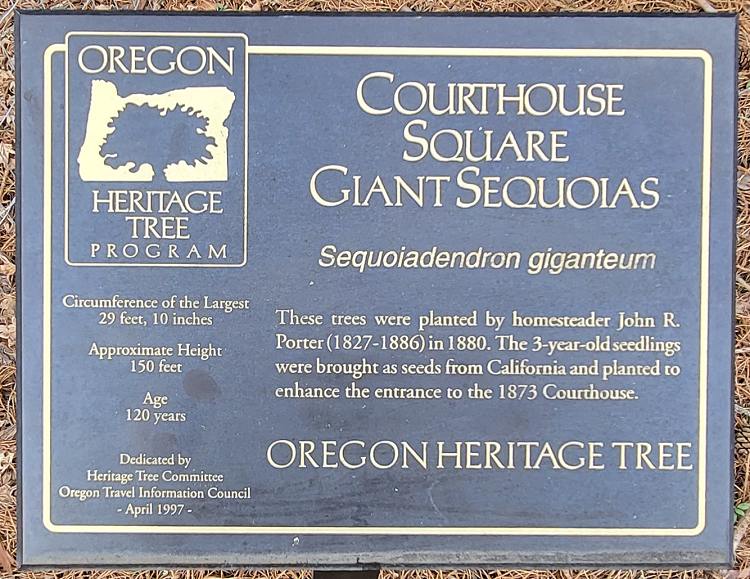 OREGON
HERITAGE
TREE
PROGRAM
Circumference of the Largest
29 feet, 10 inches
Approximate Height
150 feet
Age
120 years
Dedicated by
Heritage Tree Committee
Oregon Travel Information Council
- April 1997 -
COURTHOUSE
SQUARE
GIANT SEQUOIAS
Sequoiadendron giganteum
These trees were planted by homesteader John R.
Porter (1827-1886) in 1880. The 3-year-old seedlings
were brought as seeds from California and planted to
enhance the entrance to the 1873 Courthouse.
OREGON HERITAGE TREE